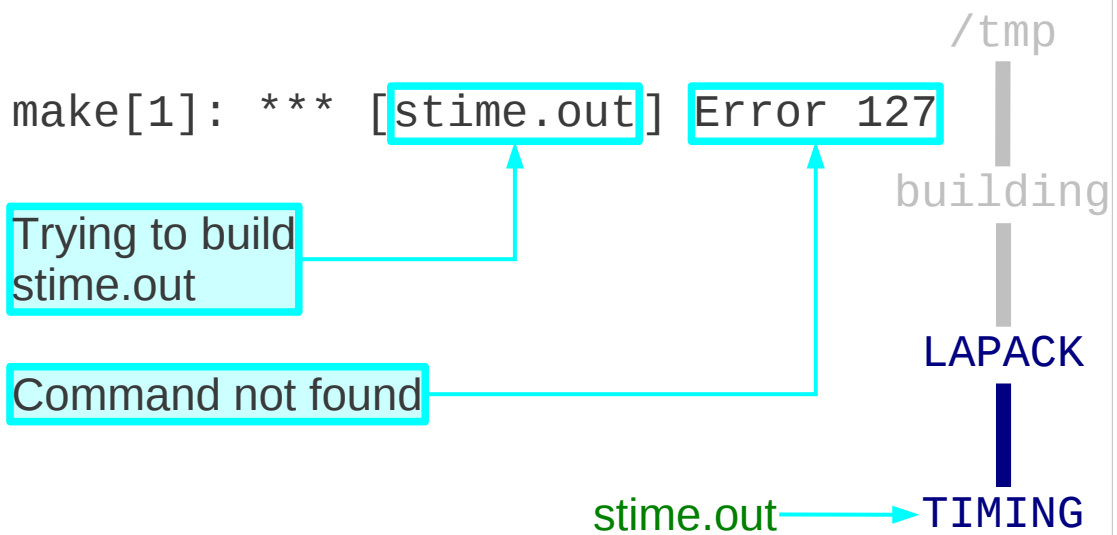 /tmp
make[1]: *** [stime.out] Error 127
building
Trying to build
stime.out
LAPACK
Command not found
stime.out
TIMING